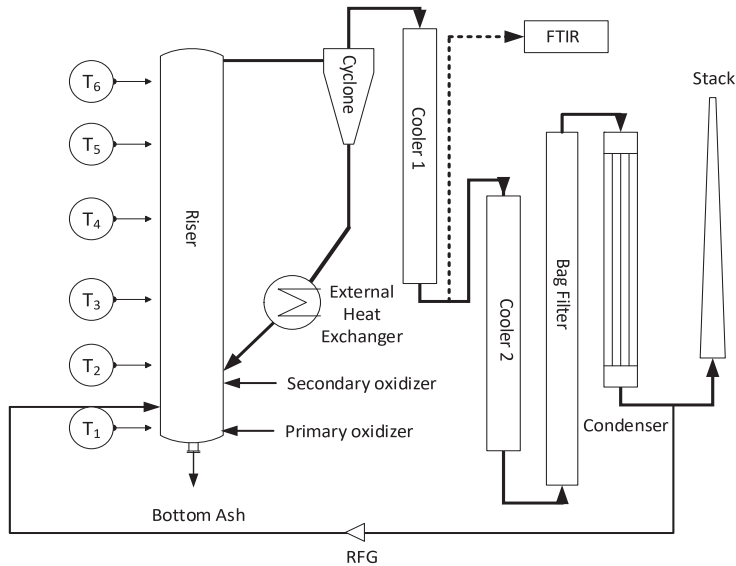 FTIR
Stack
Cyclone
T6
Cooler 1
T5
Riser
T4
Bag Filter
T3
External
Heat
Exchanger
Cooler 2
T2
Secondary oxidizer
T1
Primary oxidizer
Condenser
Bottom Ash
RFG